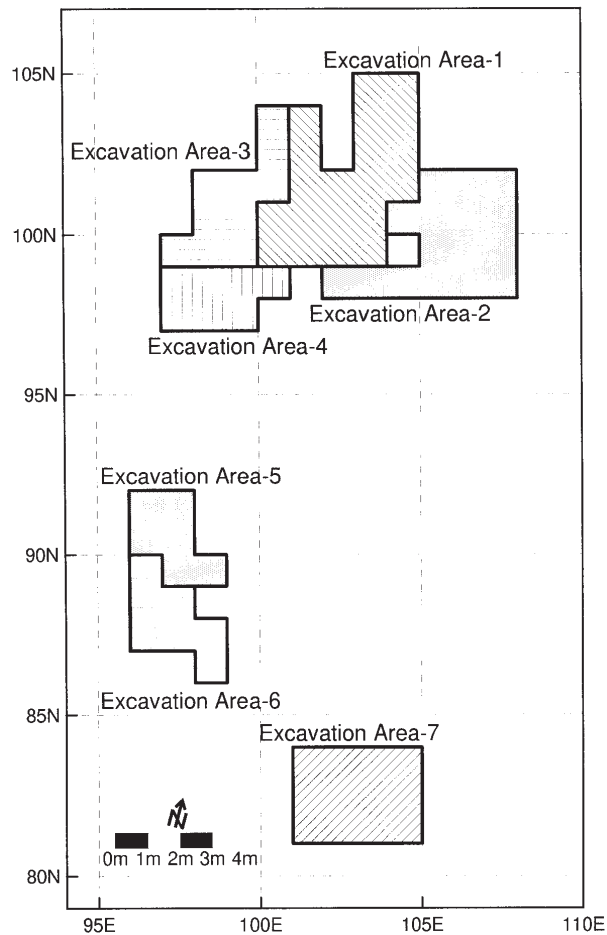 Excavation Area-1
105N
Excavation Area-3
100N
Excavation Area-2
Excavation Area-4
95N
Excavation Area-5
90N
Excavation Area-6
85N
Excavation Area-7
N
0m 1m 2m 3m 4m
80N
95E 100E 105E 110E